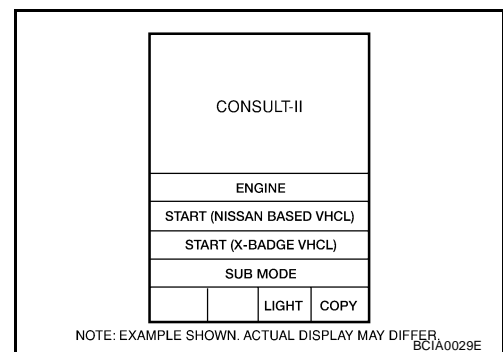 CONSULT-II
ENGINE
START (NISSAN BASED VHCL)
START (X-BADGE VHCL)
SUB MODE
LIGHT COPY
NOTE: EXAMPLE SHOWN. ACTUAL DISPLAY MAY DIFFER.
BCIA0029E